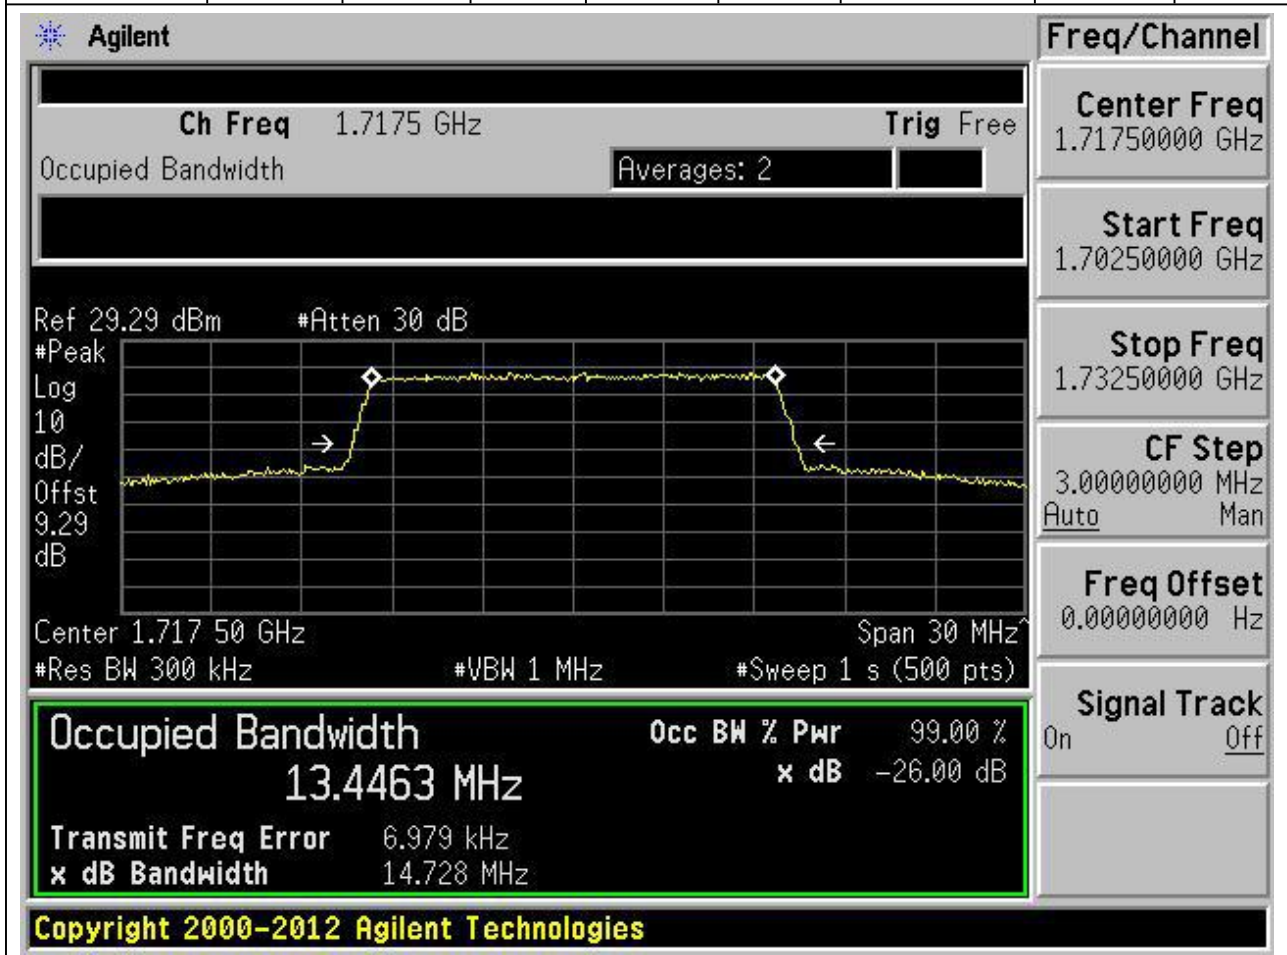 Agilent
Freq/Channel
Ch Freq 1.7175 GHz Trig Free
Occupied Bandwidth Averages: 2
Center Freq
1.71750000 GHz
Start Freq
1.70250000 GHz
Stop Freq
1.73250000 GHz
CF Step
3.00000000 MHz
Auto Man
Freq Offset
0.00000000 Hz
Signal Track
On Off
Ref 29.29 dBm #Atten 30 dB
#Peak
Log
10
dB/
Offst
9.29
dB
Center 1.717 50 GHz Span 30 MHz^
#Res BW 300 kHz #VBW 1 MHz #Sweep 1 s (500 pts)
Occupied Bandwidth
13.4463 MHz
Occ BW % Pwr 99.00 %
x dB -26.00 dB
Transmit Freq Error 6.979 kHz
x dB Bandwidth 14.728 MHz
Copyright 2000-2012 Agilent Technologies